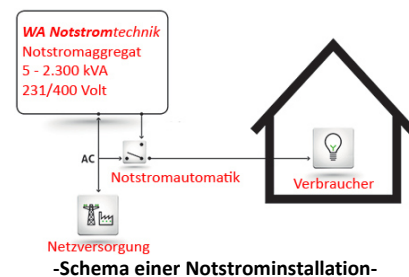 WA Notstromtechnik
Notstromaggregat
5 - 2.300 kVA
231/400 Volt
AC
Notstromautomatik
Verbraucher
Netzversorgung
-Schema einer Notstrominstallation-